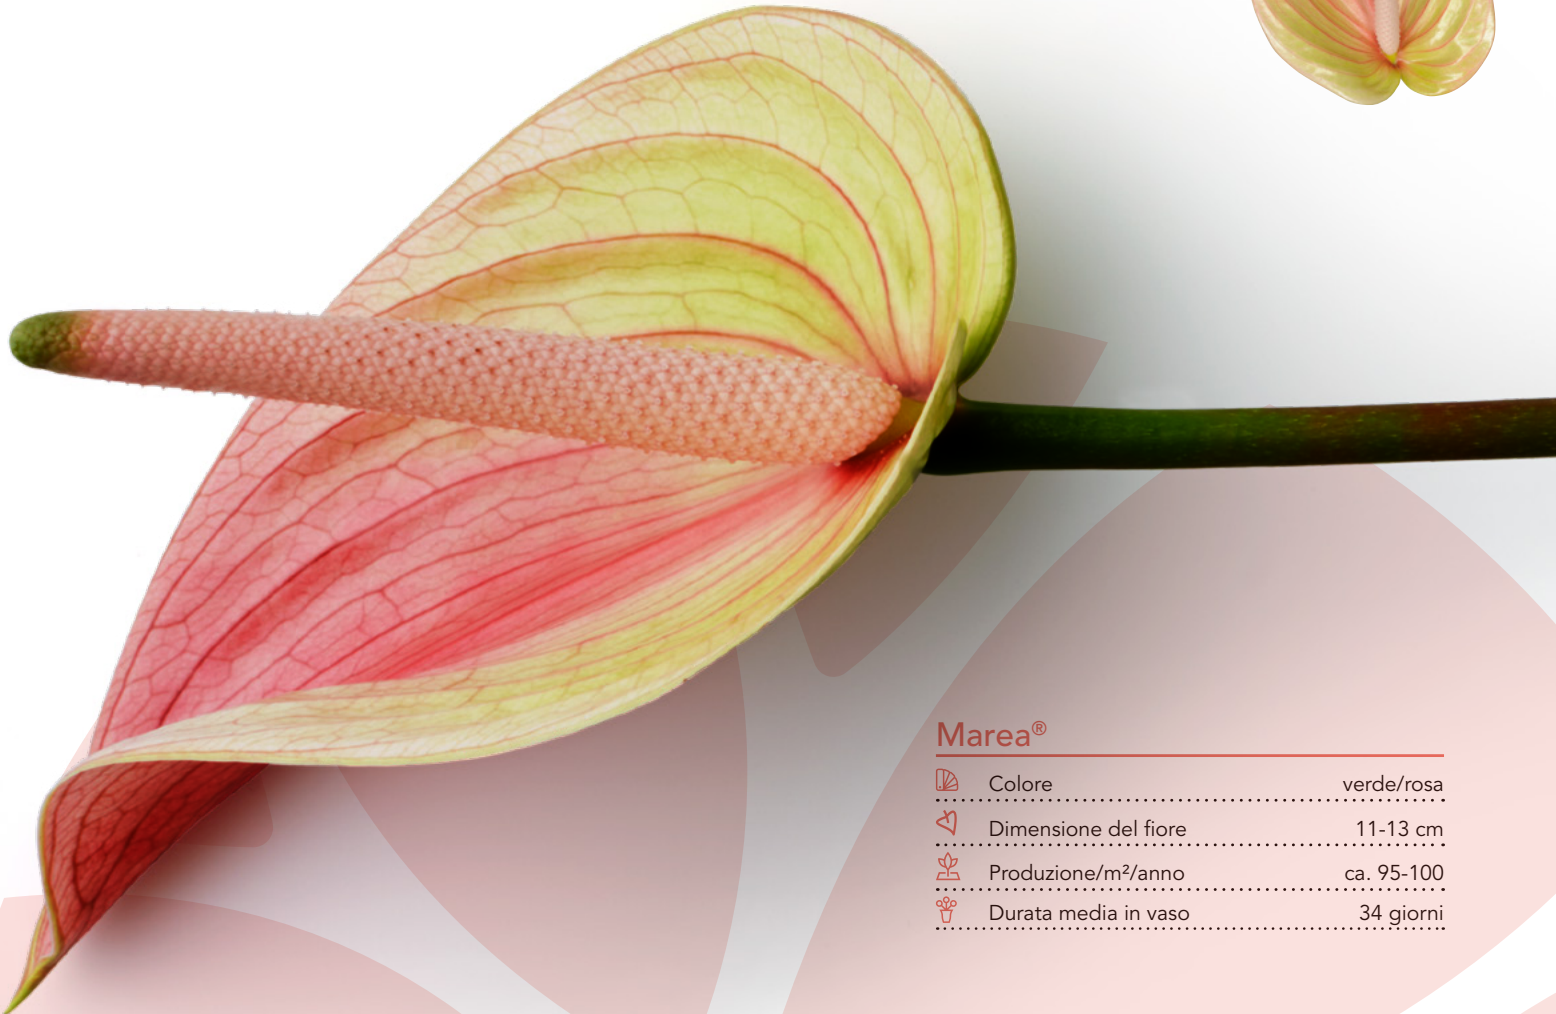 Marea®
Colore verde/rosa
Dimensione del fiore 11-13 cm
Produzione/m²/anno ca. 95-100
Durata media in vaso 34 giorni